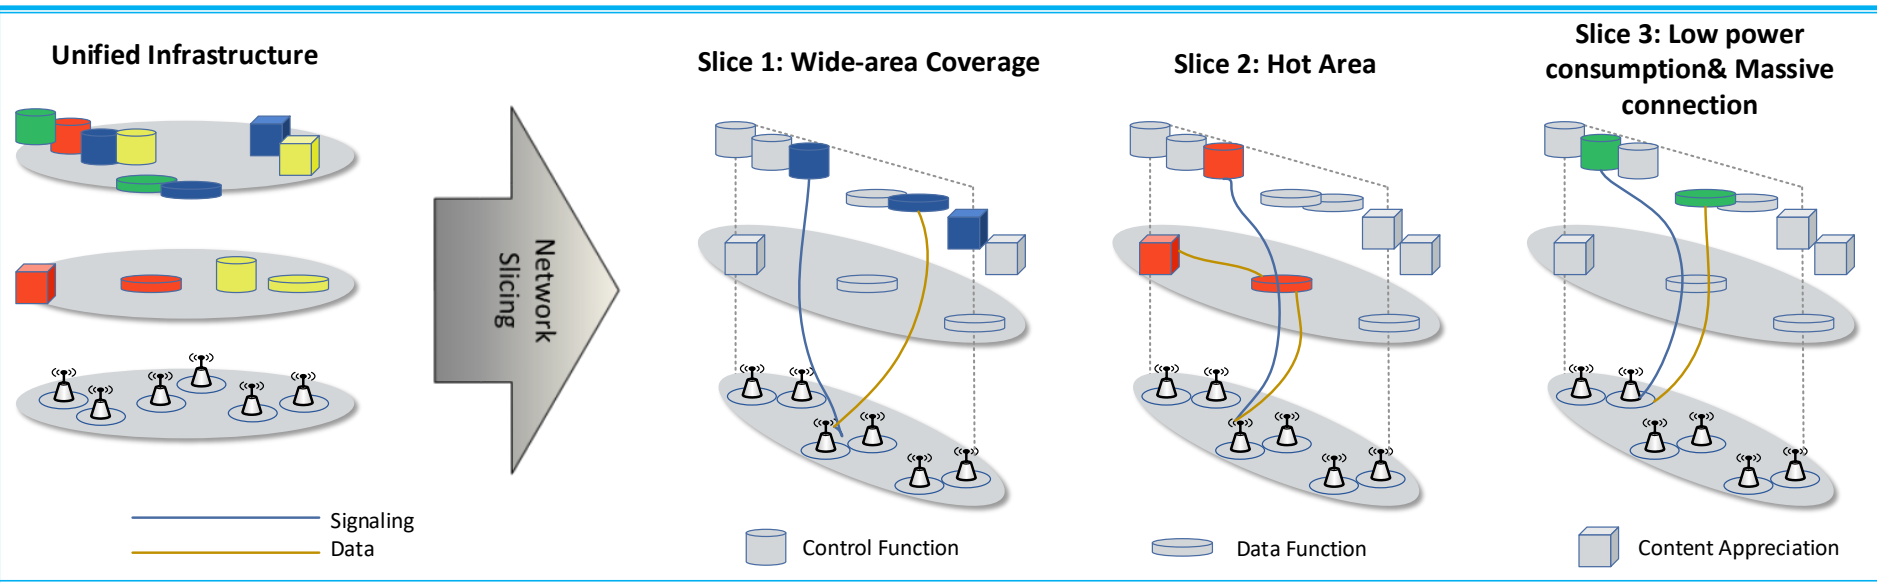 Unified Infrastructure
Slice 1: Wide-area Coverage
Slice 2: Hot Area
Slice 3: Low power
consumption& Massive
connection
Network
Slicing
Signaling
Data
Control Function
Data Function
Content Appreciation